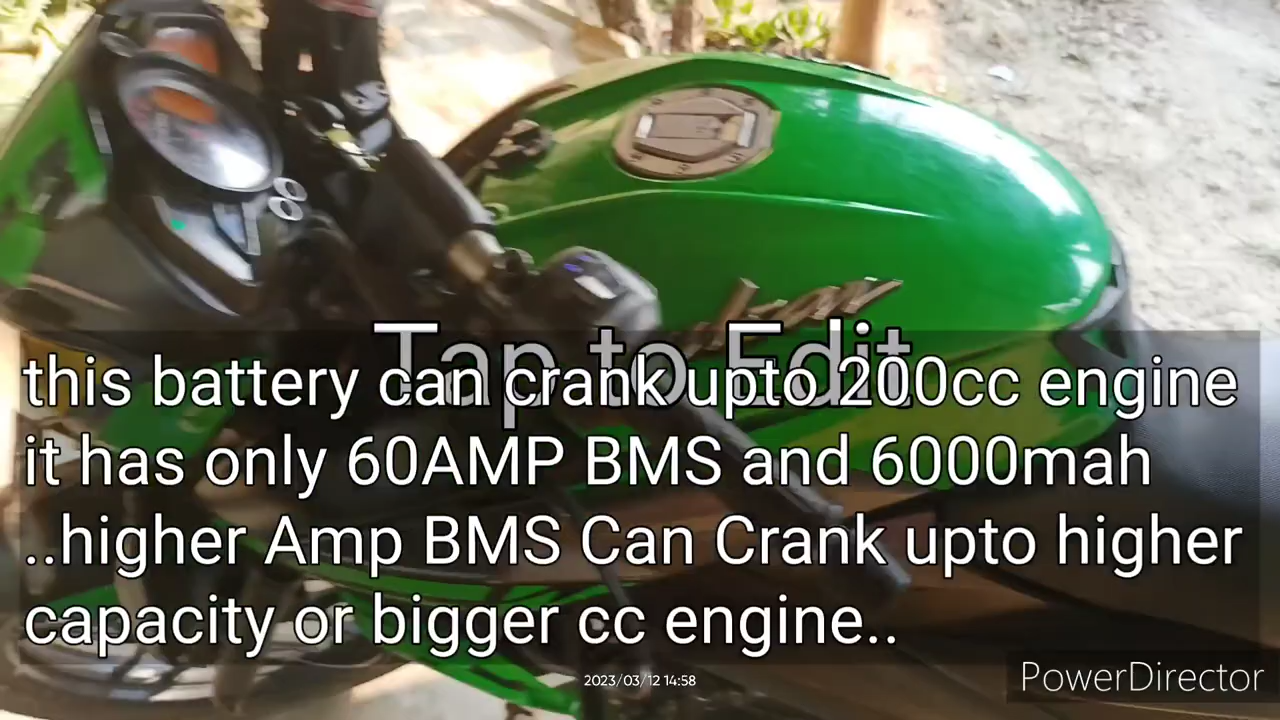 Tap to Edit
this battery can crank upto 200cc engine
it has only 60AMP BMS and 6000mah
..higher Amp BMS Can Crank upto higher
capacity or bigger cc engine..
2023/03/12 14:58
PowerDirector